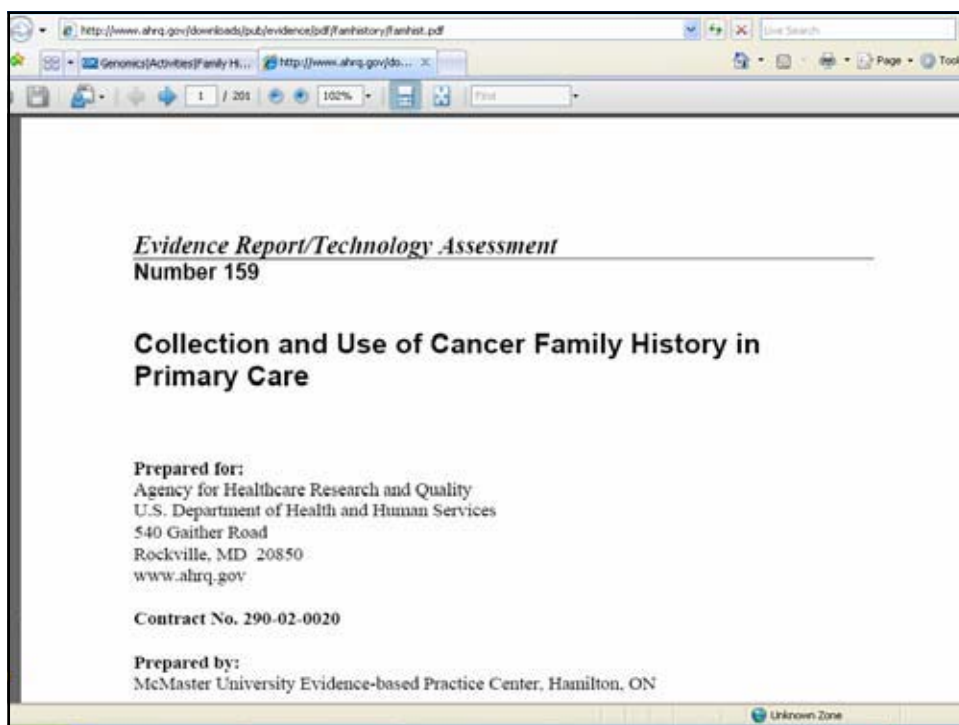 http://www.ahrq.gov/downloads/pub/evidence/pdf/famhistory/famhist.pdf
Live Search
Genomics|Activities|Family Hi...
http://www.ahrq.gov/do...
Page
Tool
1 / 201
102%
Find
Evidence Report/Technology Assessment
Number 159
Collection and Use of Cancer Family History in
Primary Care
Prepared for:
Agency for Healthcare Research and Quality
U.S. Department of Health and Human Services
540 Gaither Road
Rockville, MD 20850
www.ahrq.gov
Contract No. 290-02-0020
Prepared by:
McMaster University Evidence-based Practice Center, Hamilton, ON
Unknown Zone